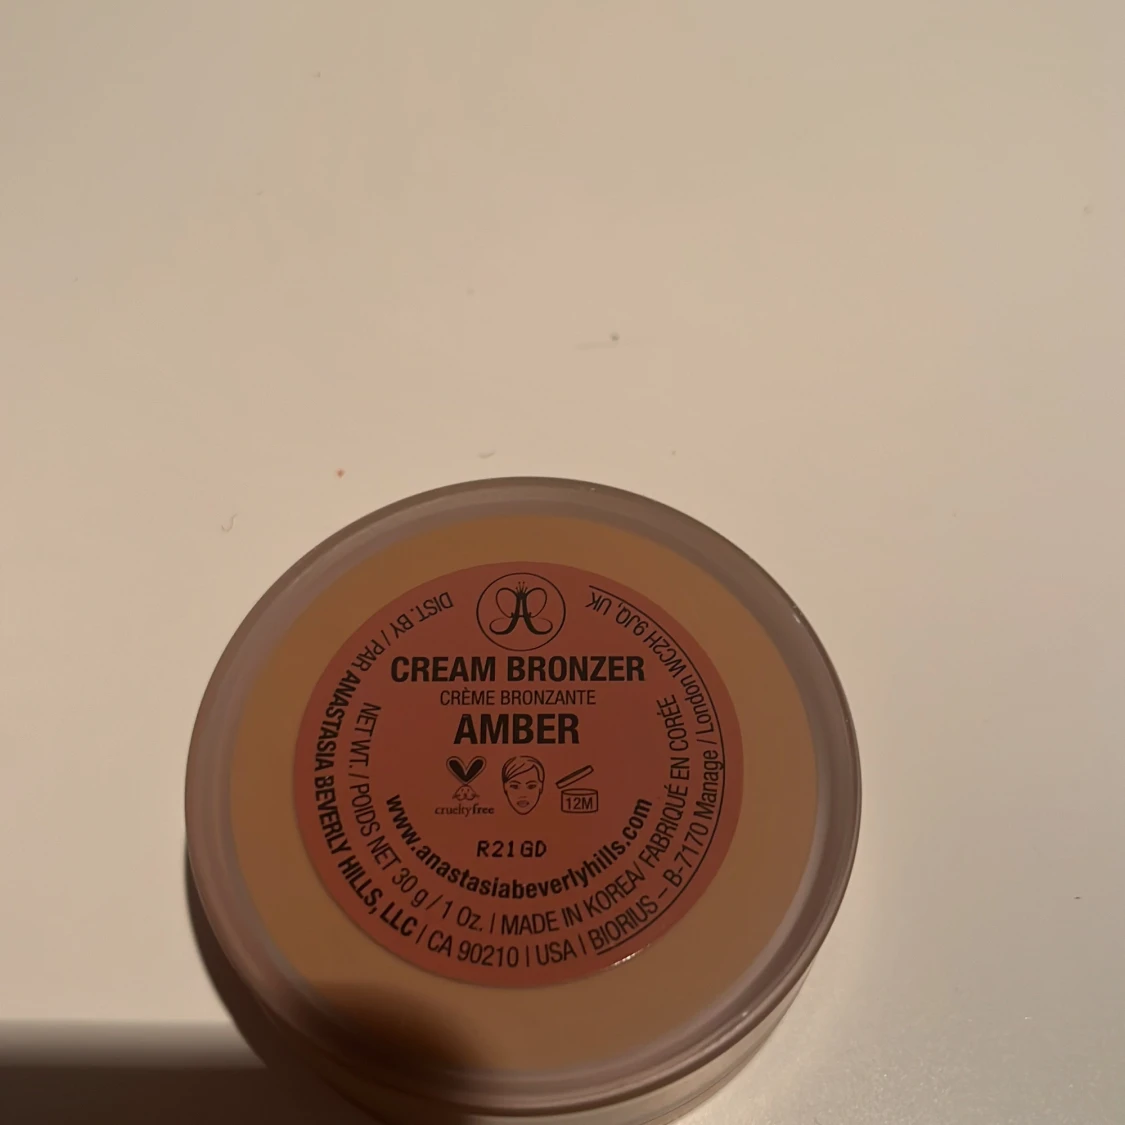 CREAM BRONZER
CRÈME BRONZANTE
AMBER
crueltyfree
12M
R21GD
www.anastasiabeverlyhills.com
NET WT. / POIDS NET 30 g / 1 Oz. | MADE IN KOREA/ FABRIQUÉ EN CORÉE
DIST. BY / PAR ANASTASIA BEVERLY HILLS, LLC | CA 90210 | USA | BIORIUS – B-7170 Manage / London WC2H 9JQ, UK